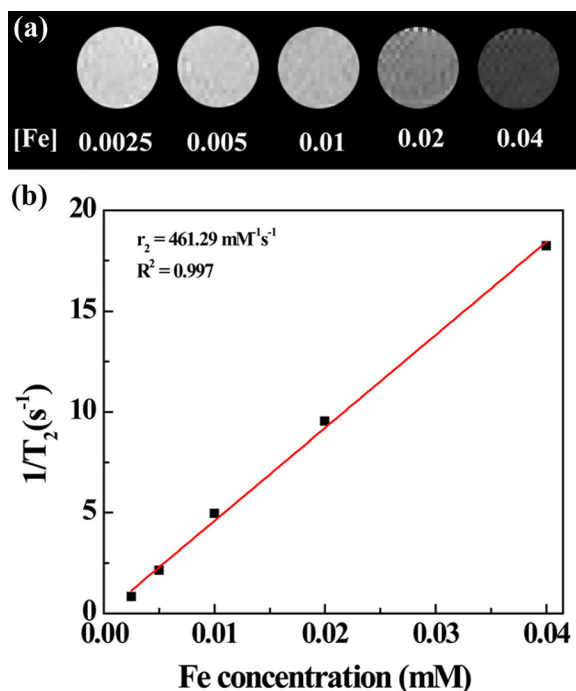 (a)
[Fe] 0.0025 0.005 0.01 0.02 0.04
(b)
r₂ = 461.29 mM⁻¹s⁻¹
R² = 0.997
20
15
10
5
0
1/T₂(s⁻¹)
0.00 0.01 0.02 0.03 0.04
Fe concentration (mM)